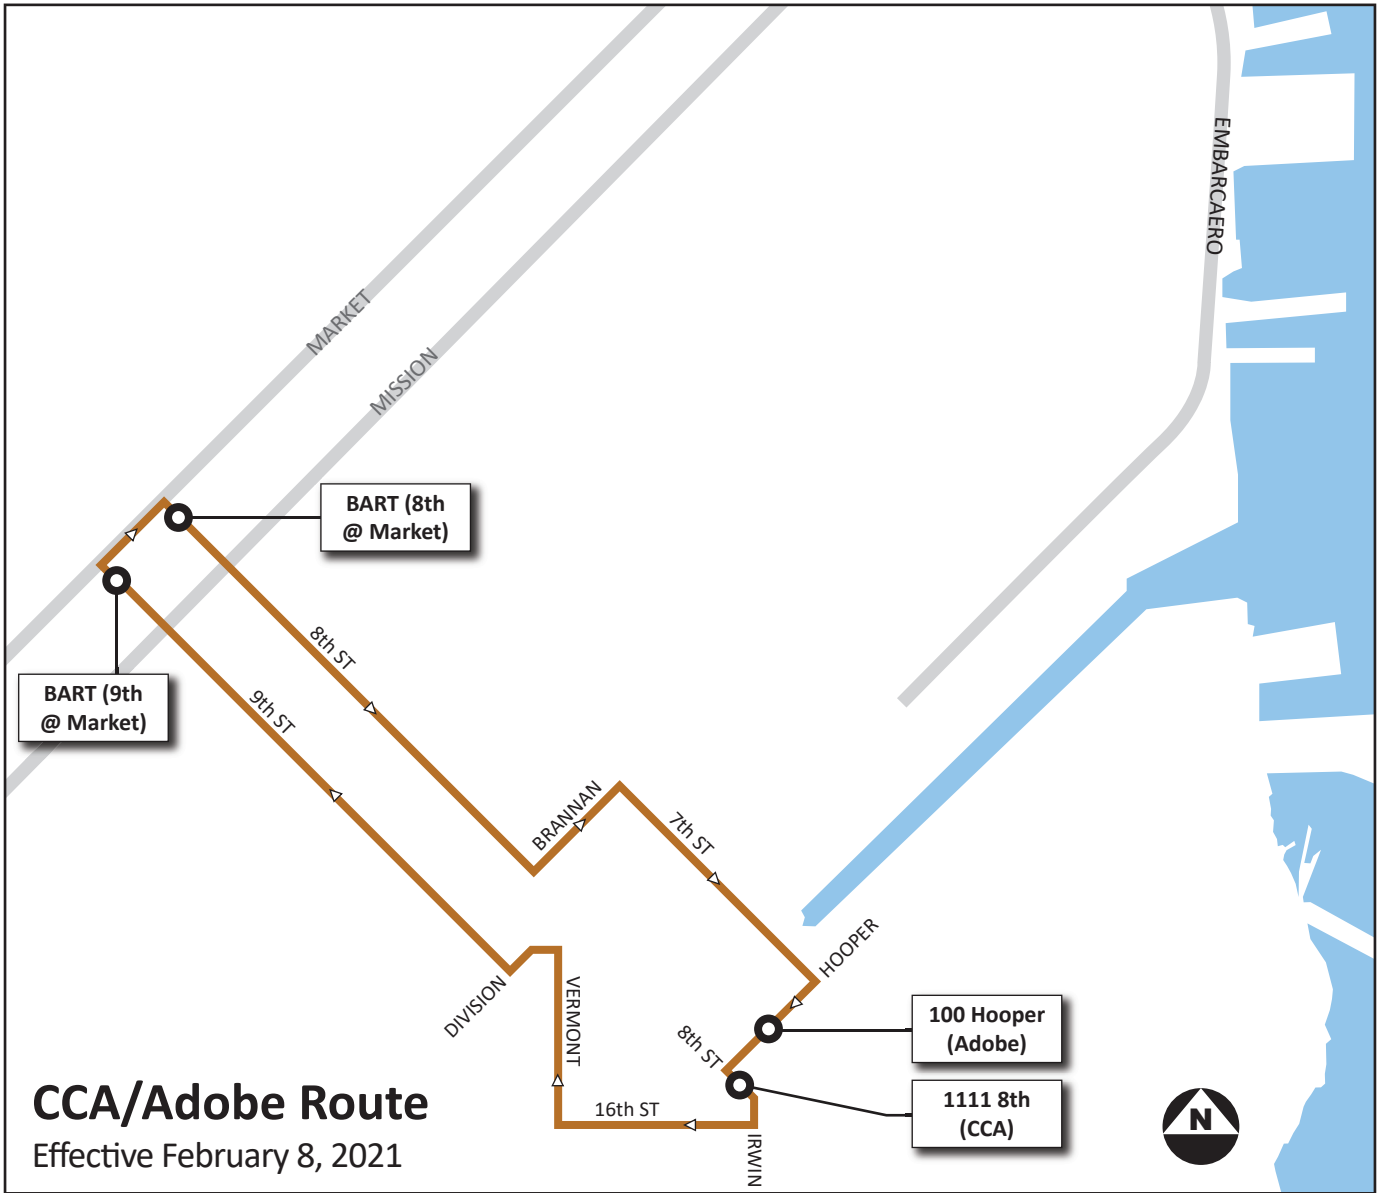 EMBARCAERO
MARKET
MISSION
BART (8th
@ Market)
8th ST
BART (9th
@ Market)
9th ST
BRANNAN
7th ST
HOOPER
DIVISION
VERMONT
8th ST
100 Hooper
(Adobe)
1111 8th
(CCA)
16th ST
IRWIN
CCA/Adobe Route
Effective February 8, 2021
N